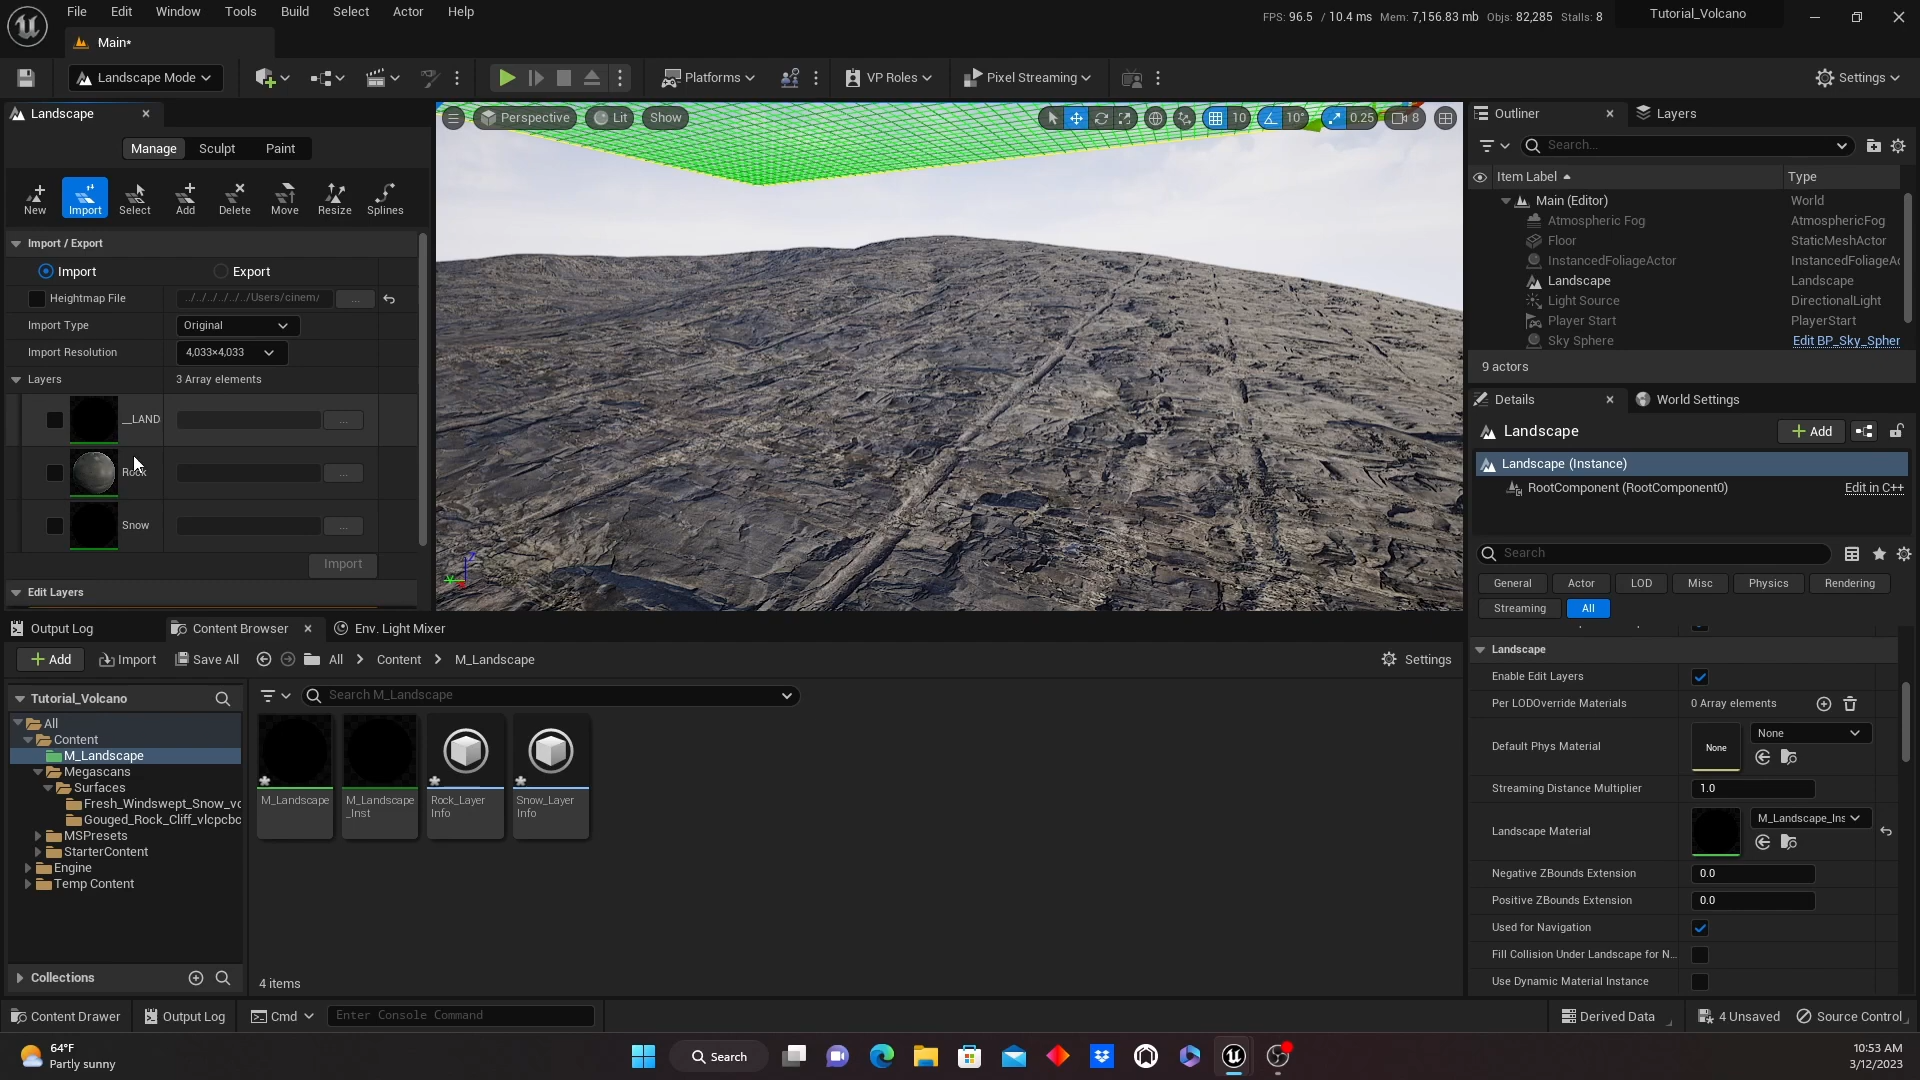 File Edit Window Tools Build Select Actor Help
FPS: 96.5 / 10.4 ms Mem: 7,156.83 mb Objs: 82,285 Stalls: 8
Tutorial_Volcano
Main*
Landscape Mode
Platforms
VP Roles
Pixel Streaming
Settings
Landscape
Manage Sculpt Paint
New Import Select Add Delete Move Resize Splines
Import / Export
Import Export
Heightmap File ../../../../../../Users/cinem/ ...
Import Type Original
Import Resolution 4,033×4,033
Layers 3 Array elements
__LAND ...
Rock ...
Snow ...
Import
Edit Layers
Perspective Lit Show
10 10° 0.25 8
Outliner Layers
Search...
Item Label Type
Main (Editor) World
Atmospheric Fog AtmosphericFog
Floor StaticMeshActor
InstancedFoliageActor InstancedFoliageAc
Landscape Landscape
Light Source DirectionalLight
Player Start PlayerStart
Sky Sphere Edit BP_Sky_Spher
9 actors
Details World Settings
Landscape Add
Landscape (Instance)
RootComponent (RootComponent0) Edit in C++
Search
General Actor LOD Misc Physics Rendering
Streaming All
Landscape
Enable Edit Layers
Per LODOverride Materials 0 Array elements
Default Phys Material None None
Streaming Distance Multiplier 1.0
Landscape Material M_Landscape_Ins
Negative ZBounds Extension 0.0
Positive ZBounds Extension 0.0
Used for Navigation
Fill Collision Under Landscape for N...
Use Dynamic Material Instance
Output Log Content Browser Env. Light Mixer
Add Import Save All All > Content > M_Landscape Settings
Tutorial_Volcano
Search M_Landscape
All
Content
M_Landscape
Megascans
Surfaces
Fresh_Windswept_Snow_vc
Gouged_Rock_Cliff_vlcpcbc
MSPresets
StarterContent
Engine
Temp Content
Collections
M_Landscape
M_Landscape
_Inst
Rock_Layer
Info
Snow_Layer
Info
4 items
Content Drawer Output Log Cmd Enter Console Command
Derived Data 4 Unsaved Source Control
64°F
Partly sunny
Search
10:53 AM
3/12/2023